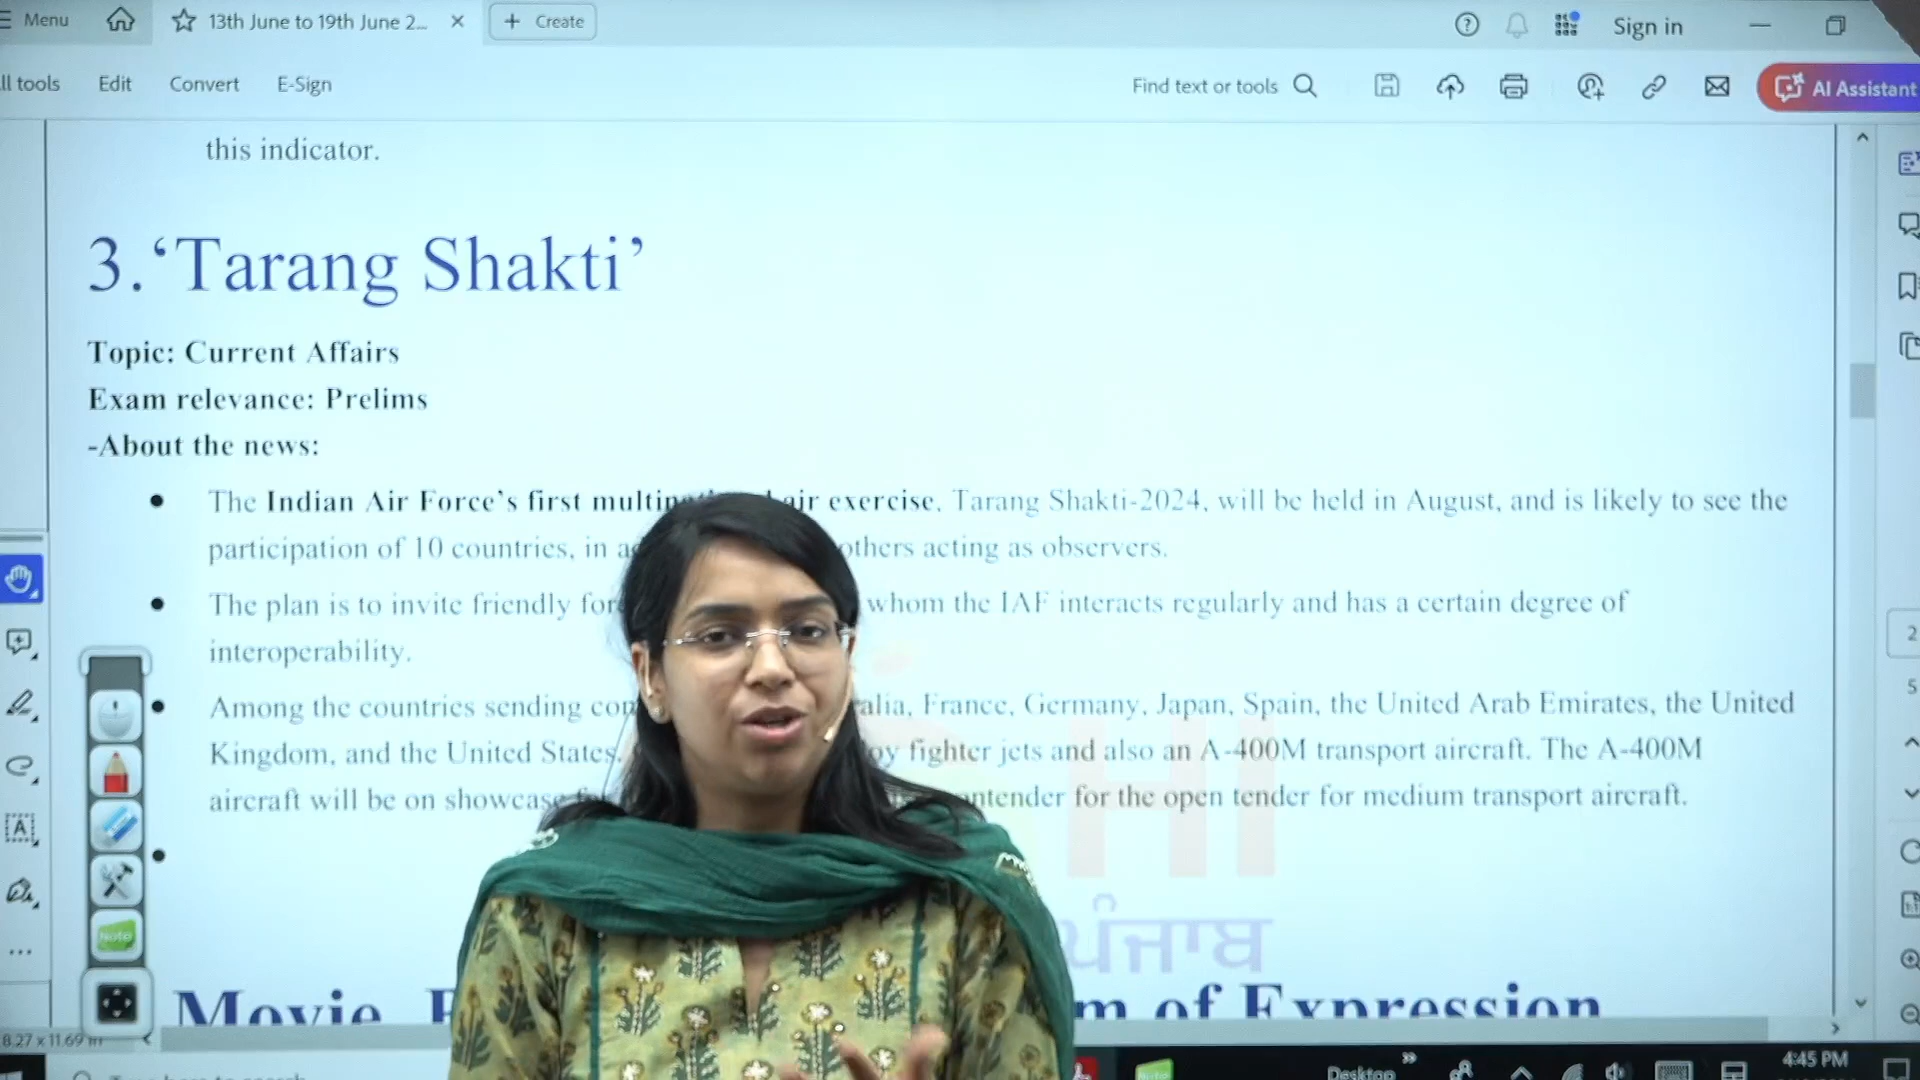 Menu
13th June to 19th June 2...
Create
Sign in
ll tools
Edit
Convert
E-Sign
Find text or tools
AI Assistant
this indicator.
3.‘Tarang Shakti’
Topic: Current Affairs
Exam relevance: Prelims
-About the news:
The Indian Air Force’s first air exercise, Tarang Shakti-2024, will be held in August, and is likely to see the
participation of 10 countries, in others acting as observers.
The plan is to invite friendly whom the IAF interacts regularly and has a certain degree of
interoperability.
Among the countries sending France, Germany, Japan, Spain, the United Arab Emirates, the United
Kingdom, and the United States. fighter jets and also an A-400M transport aircraft. The A-400M
aircraft will be on showcase for the open tender for medium transport aircraft.
HI
ਪੰਜਾਬ
Movie, of Expression
Note
2
5
8.27 x 11.69 in
Desktop
4:45 PM